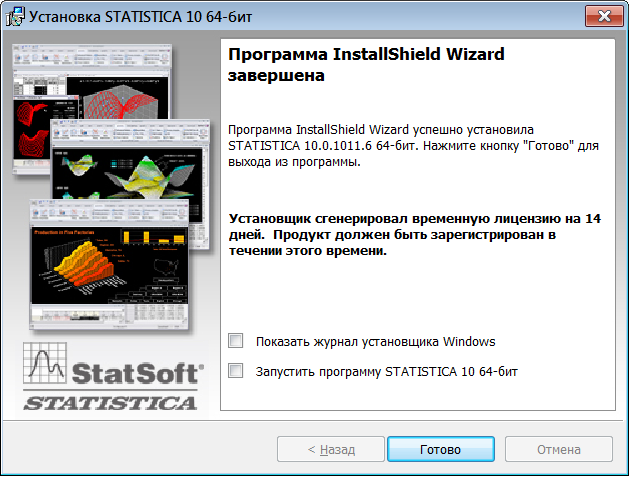 Установка STATISTICA 10 64-бит
Программа InstallShield Wizard
завершена
Программа InstallShield Wizard успешно установила
STATISTICA 10.0.1011.6 64-бит. Нажмите кнопку "Готово" для
выхода из программы.
Установщик сгенерировал временную лицензию на 14
дней. Продукт должен быть зарегистрирован в
течении этого времени.
Показать журнал установщика Windows
Запустить программу STATISTICA 10 64-бит
Production in Five Factories
StatSoft
STATISTICA
< Назад
Готово
Отмена